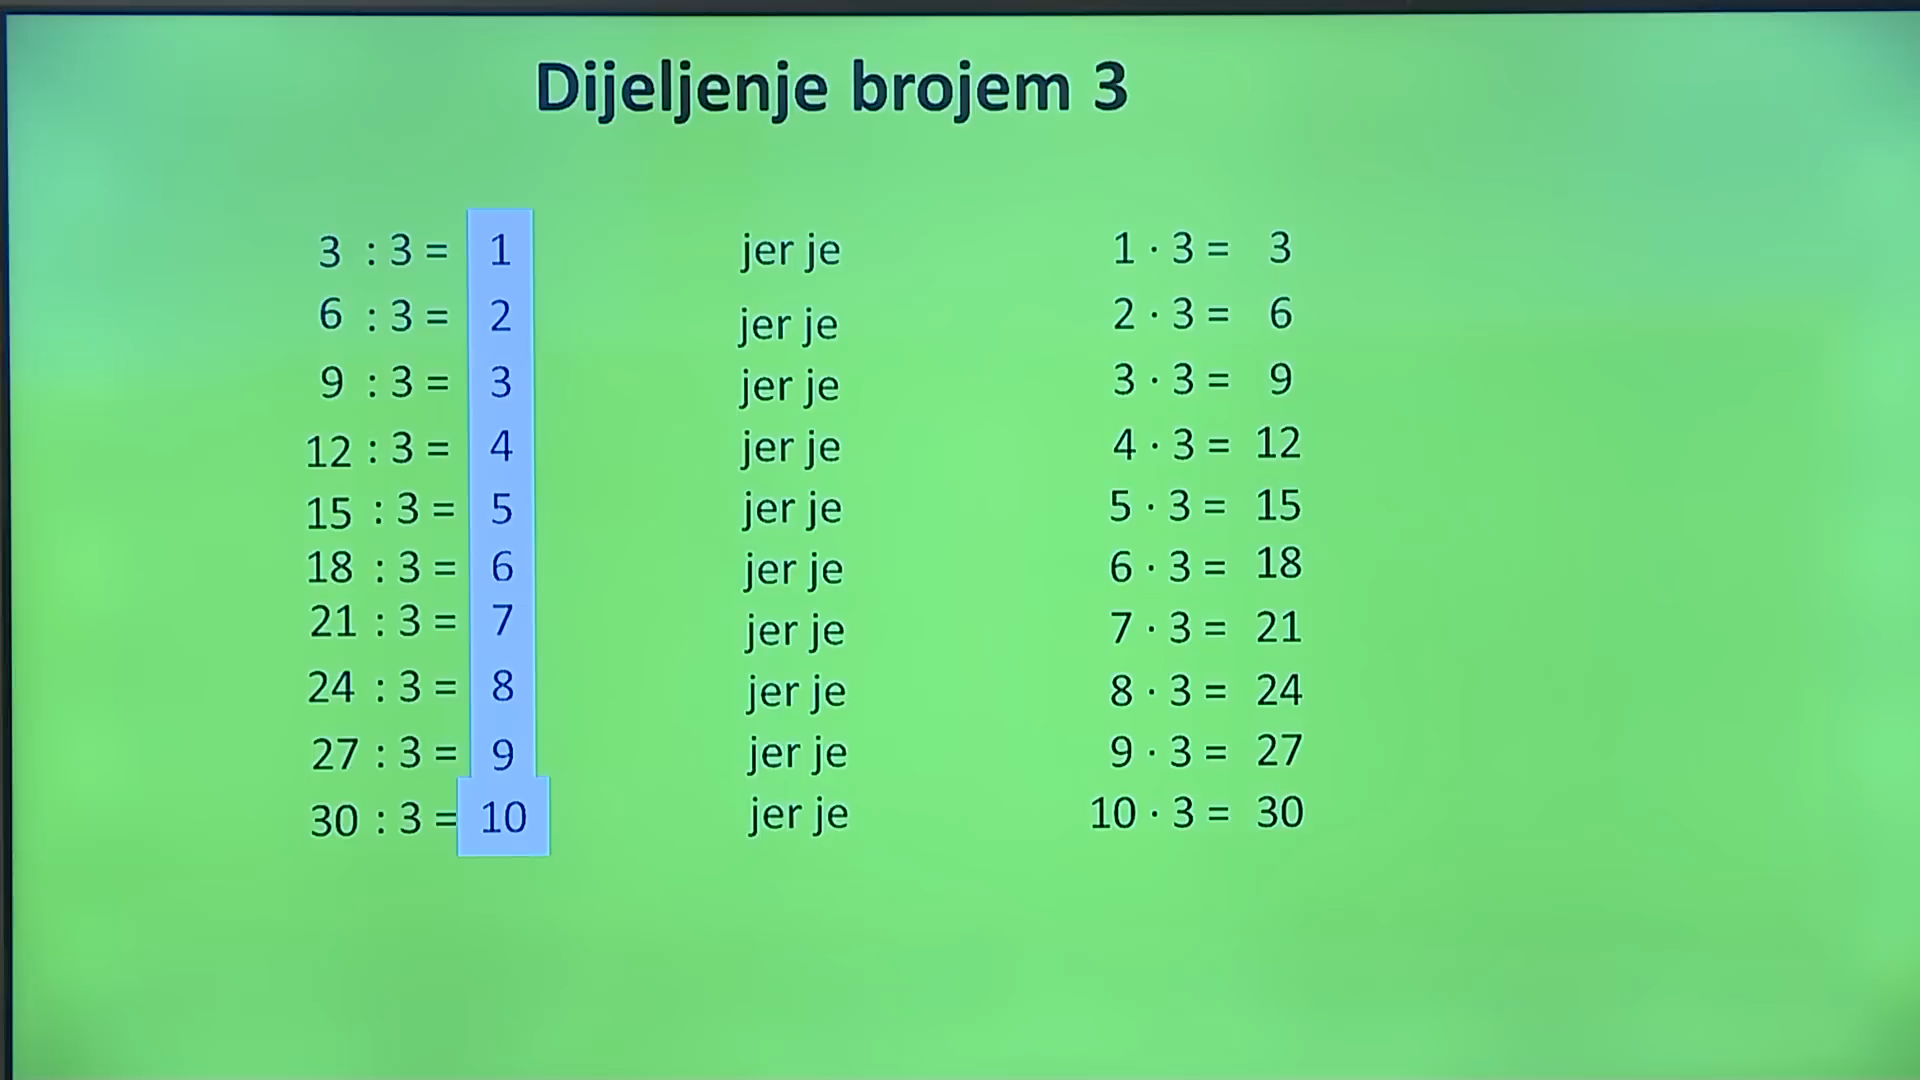 Dijeljenje brojem 3
3 : 3 = 1 jer je 1 · 3 = 3
6 : 3 = 2 jer je 2 · 3 = 6
9 : 3 = 3 jer je 3 · 3 = 9
12 : 3 = 4 jer je 4 · 3 = 12
15 : 3 = 5 jer je 5 · 3 = 15
18 : 3 = 6 jer je 6 · 3 = 18
21 : 3 = 7 jer je 7 · 3 = 21
24 : 3 = 8 jer je 8 · 3 = 24
27 : 3 = 9 jer je 9 · 3 = 27
30 : 3 = 10 jer je 10 · 3 = 30